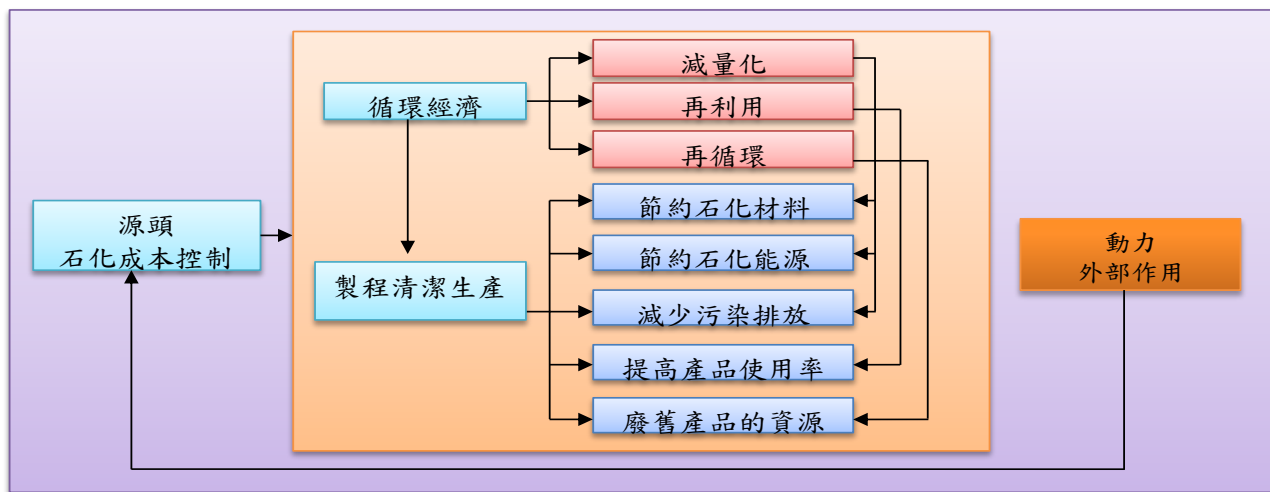 減量化
循環經濟
再利用
再循環
節約石化材料
源頭
石化成本控制
節約石化能源
動力
外部作用
製程清潔生產
減少污染排放
提高產品使用率
廢舊產品的資源